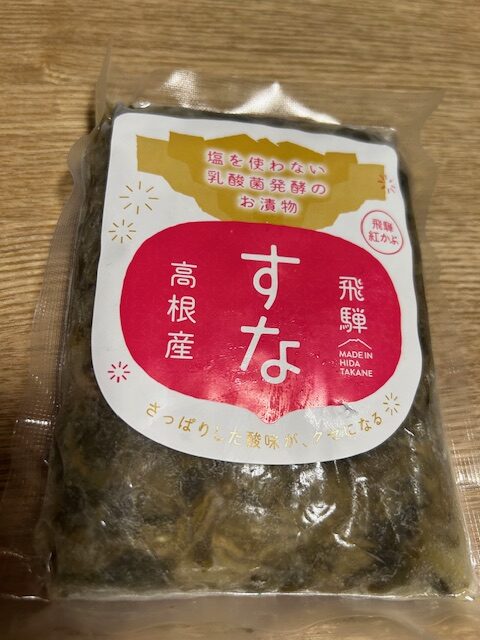 塩を使わない
乳酸菌発酵の
お漬物
飛騨
紅かぶ
飛騨
MADE IN
HIDA
TAKANE
すな
高根産
さっぱりした酸味が、クセになる